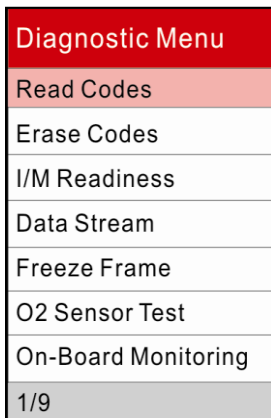 Diagnostic Menu
Read Codes
Erase Codes
I/M Readiness
Data Stream
Freeze Frame
O2 Sensor Test
On-Board Monitoring
1/9